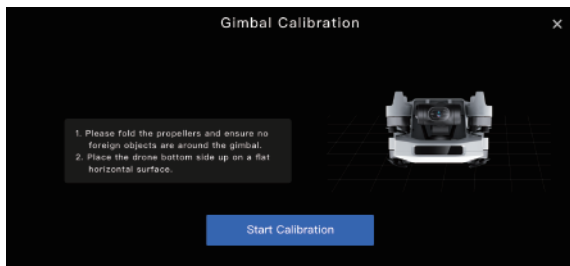 Gimbal Calibration
1. Please fold the propellers and ensure no
foreign objects are around the gimbal.
2. Place the drone bottom side up on a flat
horizontal surface.
Start Calibration